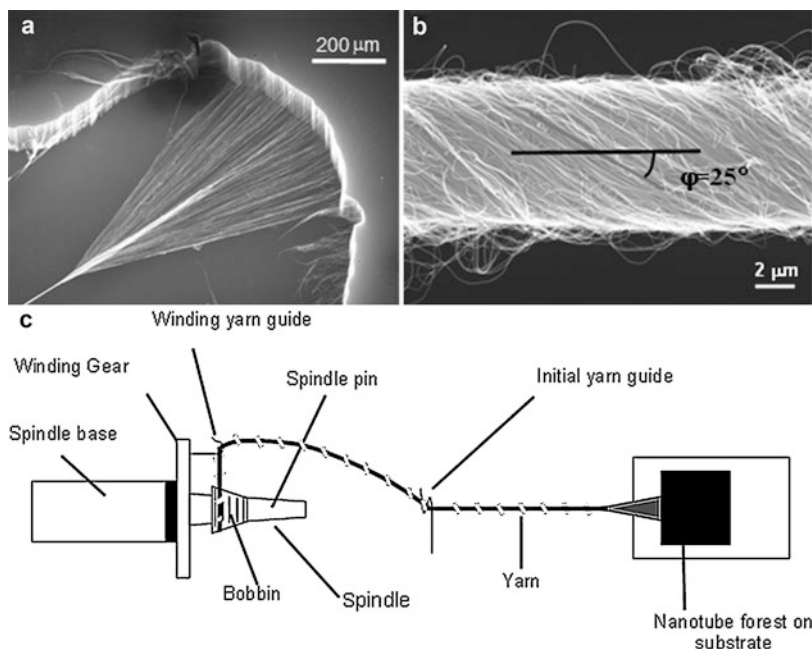 a
200 μm
b
φ=25°
2 μm
c
Winding yarn guide
Winding Gear
Spindle pin
Initial yarn guide
Spindle base
Bobbin
Spindle
Yarn
Nanotube forest on
substrate